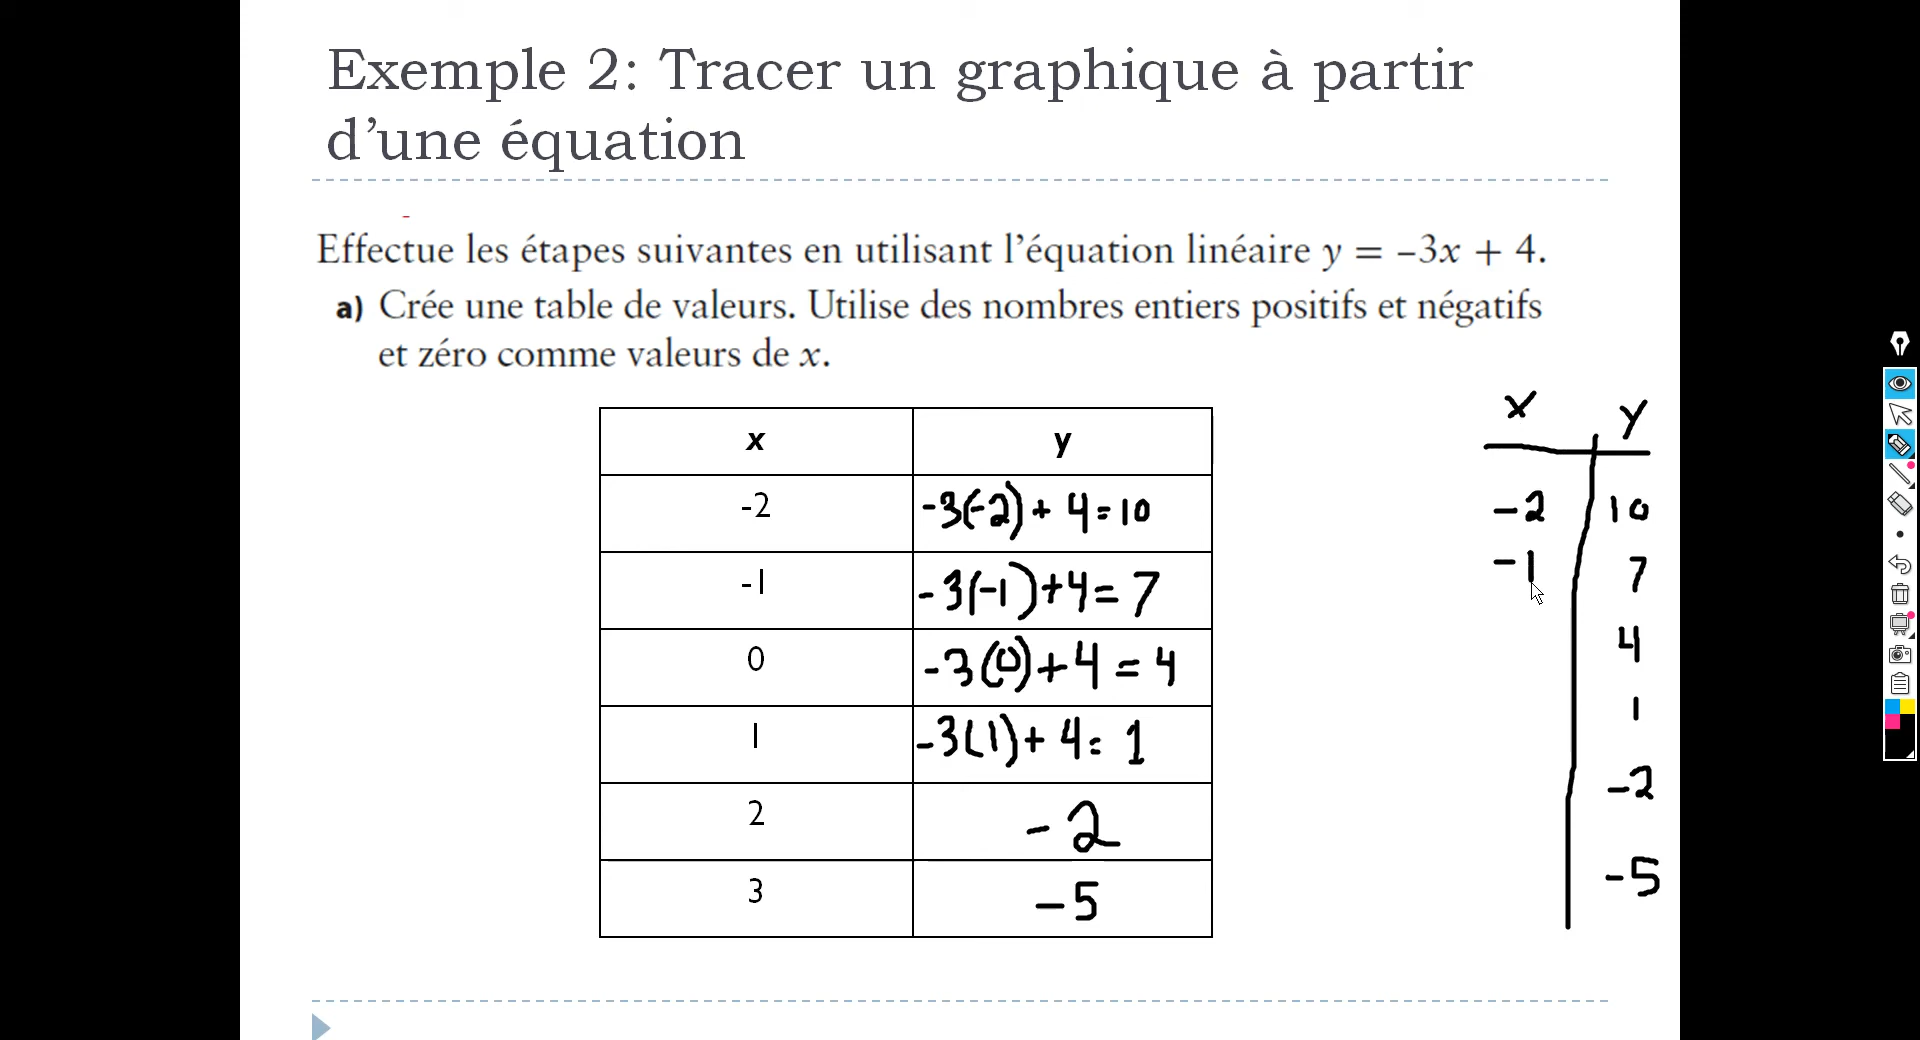 Exemple 2: Tracer un graphique à partir
d'une équation
Effectue les étapes suivantes en utilisant l'équation linéaire y = –3x + 4.
a) Crée une table de valeurs. Utilise des nombres entiers positifs et négatifs
et zéro comme valeurs de x.
x y
-2 -3(-2) + 4 = 10
-1 -3(-1) + 4 = 7
0 -3(0) + 4 = 4
1 -3(1) + 4 = 1
2 -2
3 -5
x y
-2 10
-1 7
4
1
-2
-5